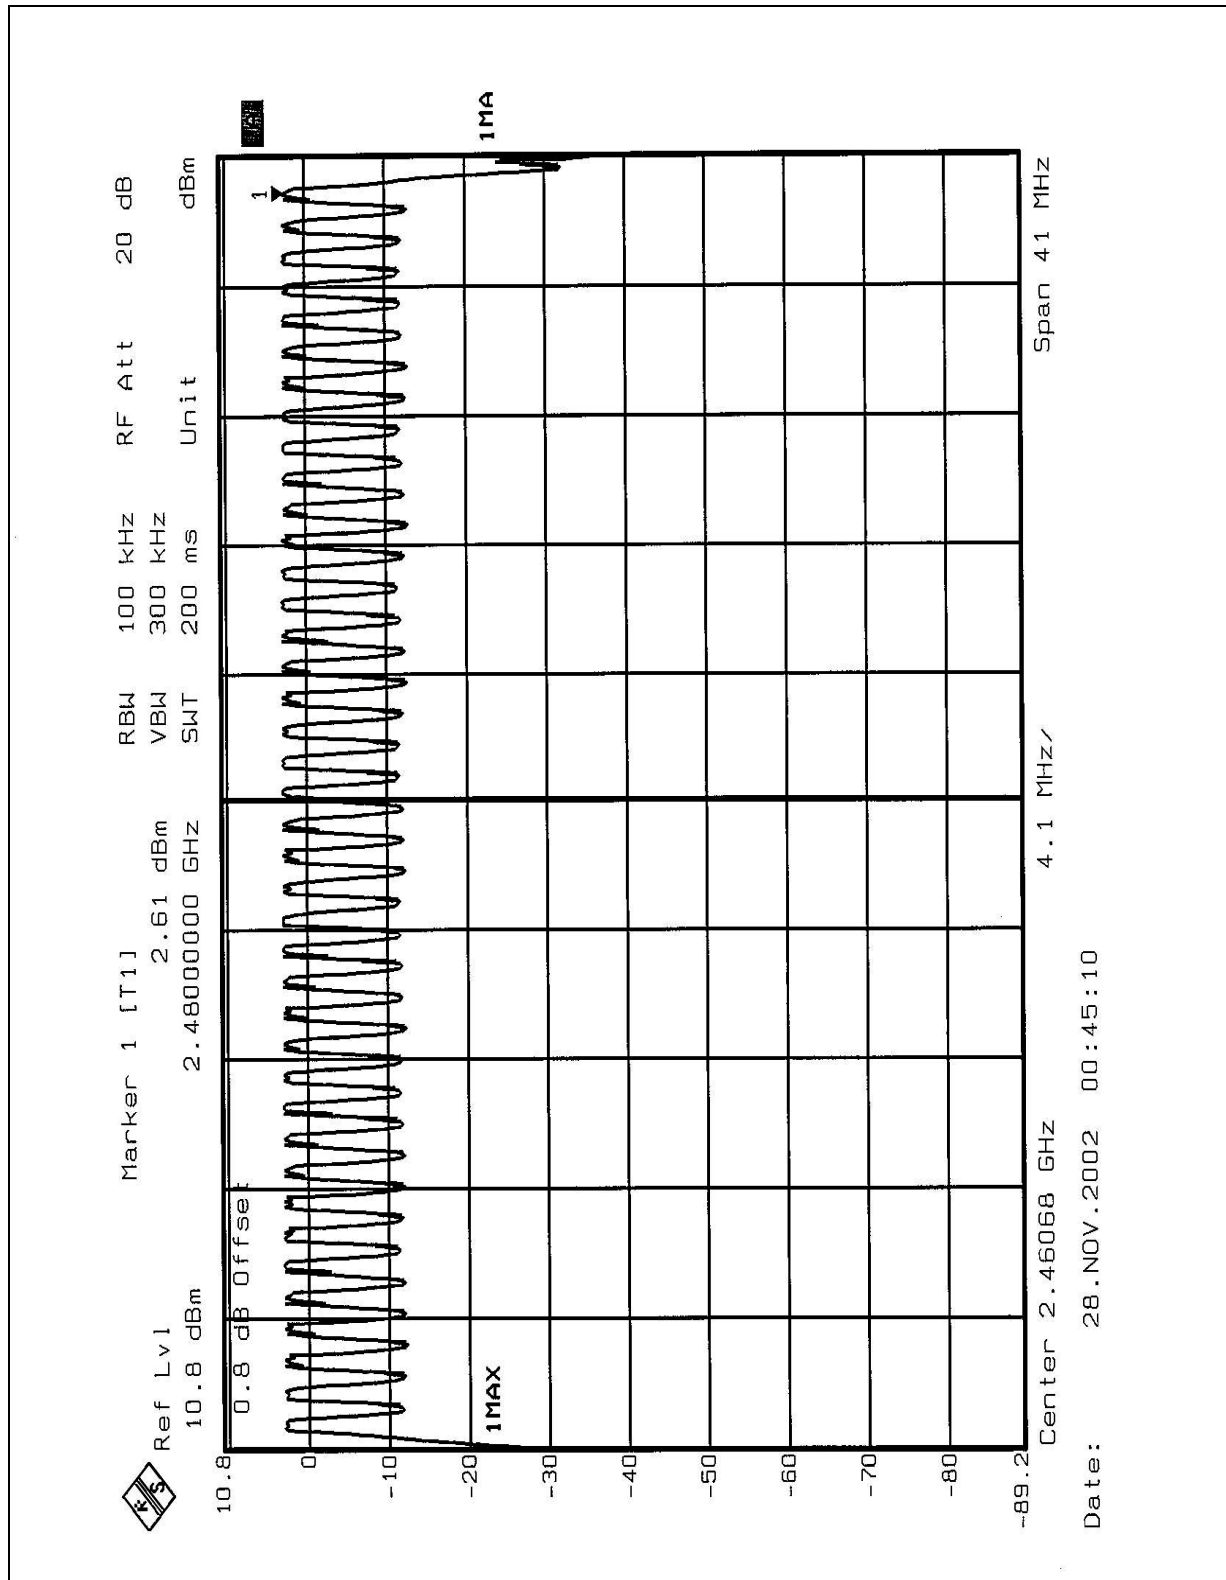 R S
Marker 1 [T1] RBW 100 kHz RF Att 20 dB
Ref Lvl 2.61 dBm VBW 300 kHz
10.8 dBm 2.48000000 GHz SWT 200 ms Unit dBm
10.8
0.8 dB Offset
1
0
-10
-20
1MAX 1MA
-30
-40
-50
-60
-70
-80
-89.2
Center 2.46068 GHz 4.1 MHz/ Span 41 MHz
Date: 28.NOV.2002 00:45:10